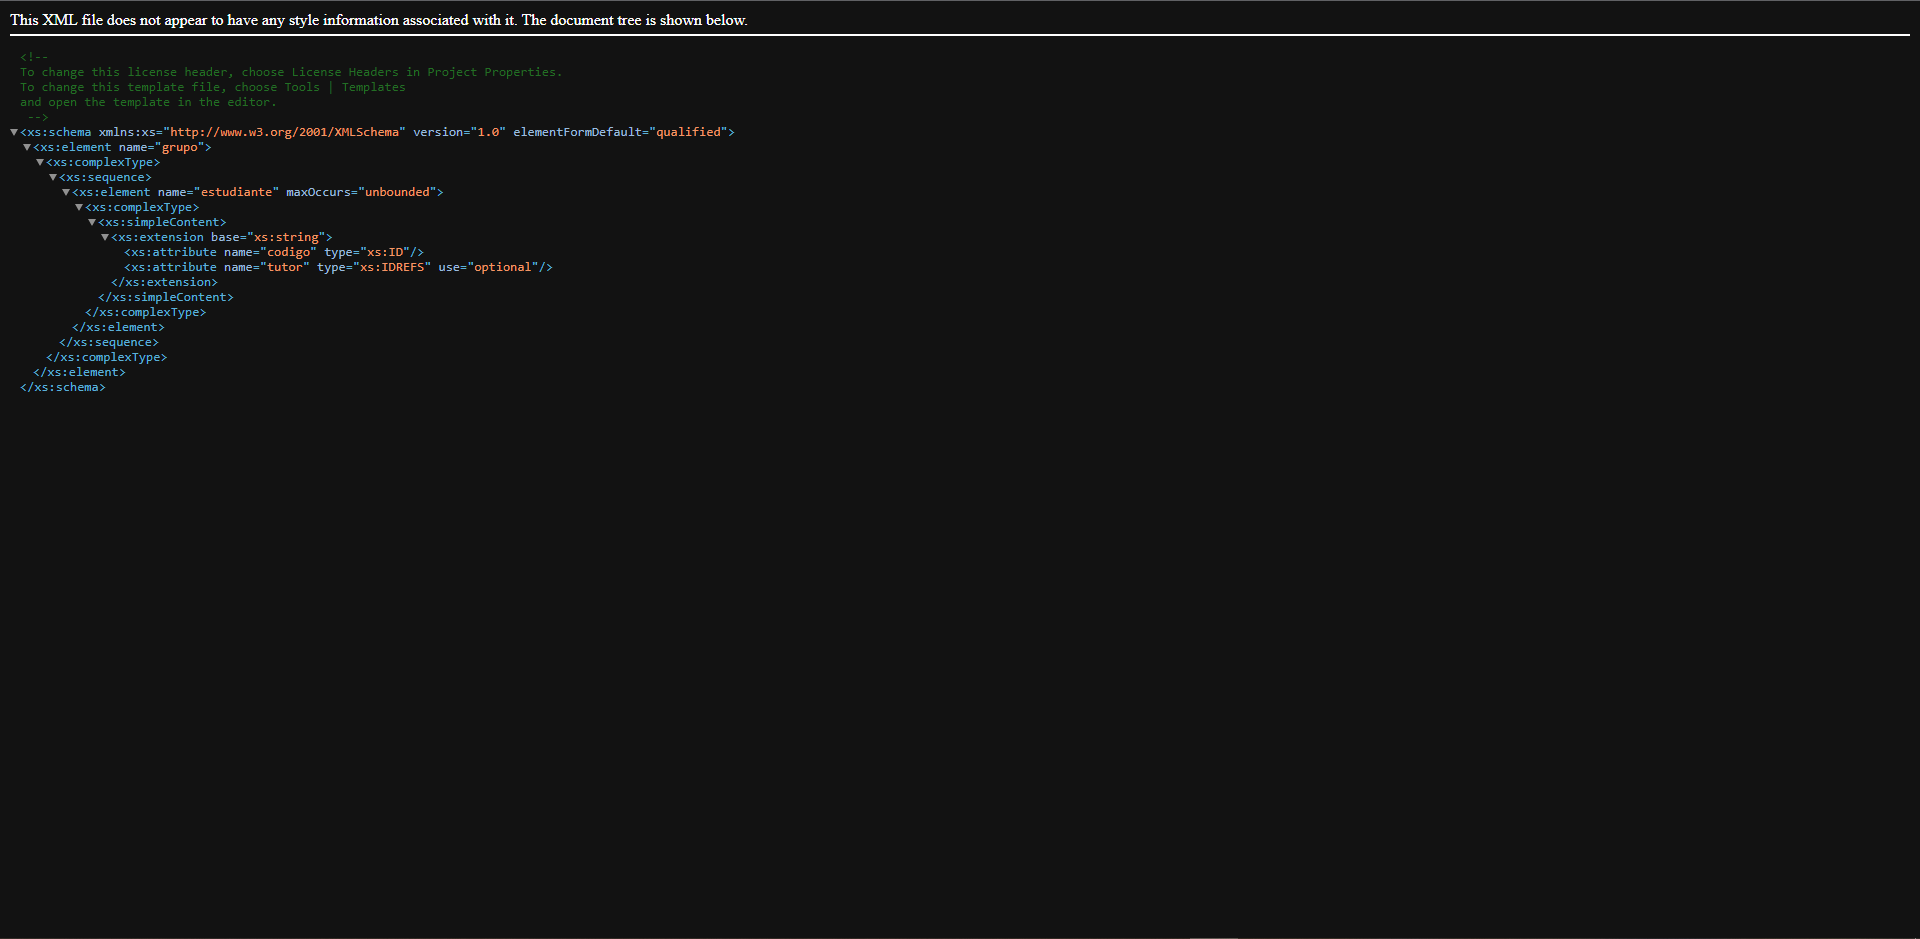 This XML file does not appear to have any style information associated with it. The document tree is shown below.
<!--
To change this license header, choose License Headers in Project Properties.
To change this template file, choose Tools | Templates
and open the template in the editor.
-->
▼<xs:schema xmlns:xs="http://www.w3.org/2001/XMLSchema" version="1.0" elementFormDefault="qualified">
▼<xs:element name="grupo">
▼<xs:complexType>
▼<xs:sequence>
▼<xs:element name="estudiante" maxOccurs="unbounded">
▼<xs:complexType>
▼<xs:simpleContent>
▼<xs:extension base="xs:string">
<xs:attribute name="codigo" type="xs:ID"/>
<xs:attribute name="tutor" type="xs:IDREFS" use="optional"/>
</xs:extension>
</xs:simpleContent>
</xs:complexType>
</xs:element>
</xs:sequence>
</xs:complexType>
</xs:element>
</xs:schema>